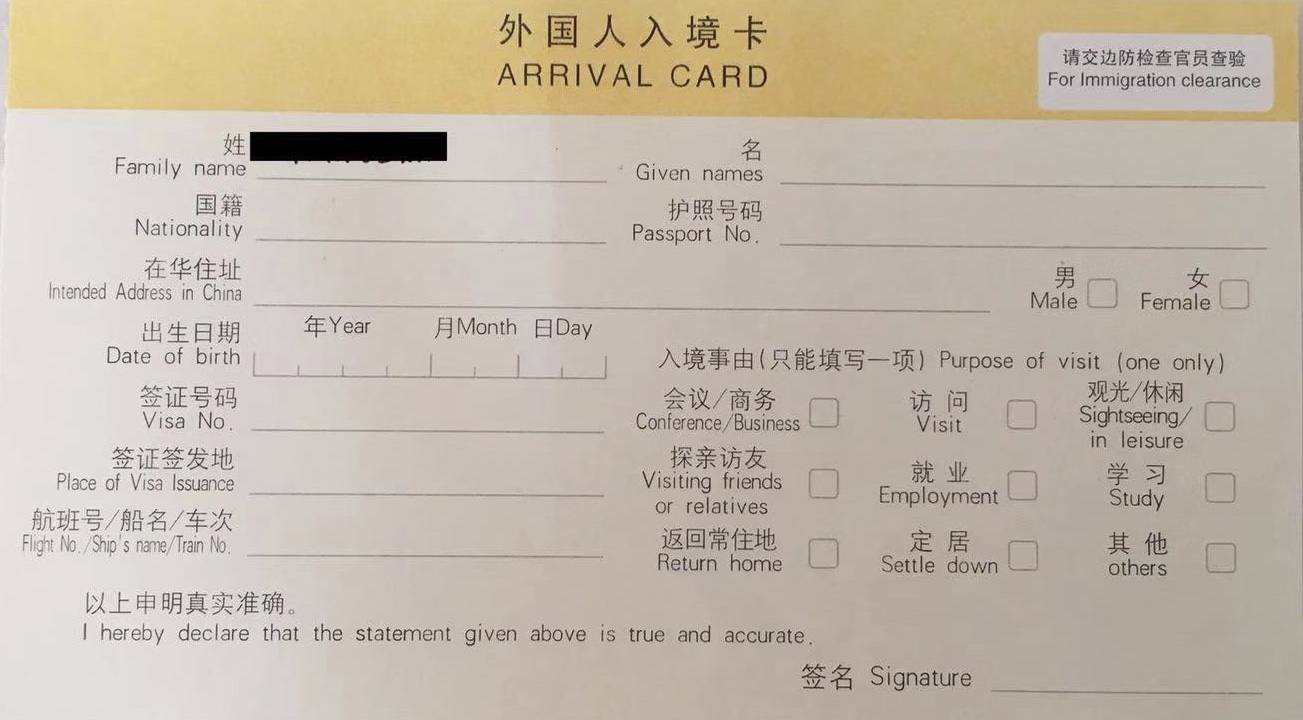 外国人入境卡
ARRIVAL CARD
请交边防检查官员查验
For Immigration clearance
姓
Family name
名
Given names
国籍
Nationality
护照号码
Passport No.
在华住址
Intended Address in China
男
Male
女
Female
出生日期
Date of birth
年Year 月Month 日Day
入境事由(只能填写一项) Purpose of visit (one only)
签证号码
Visa No.
会议/商务
Conference/Business
访问
Visit
观光/休闲
Sightseeing/
in leisure
签证签发地
Place of Visa Issuance
探亲访友
Visiting friends
or relatives
就业
Employment
学习
Study
航班号/船名/车次
Flight No./Ship's name/Train No.
返回常住地
Return home
定居
Settle down
其他
others
以上申明真实准确。
I hereby declare that the statement given above is true and accurate.
签名 Signature